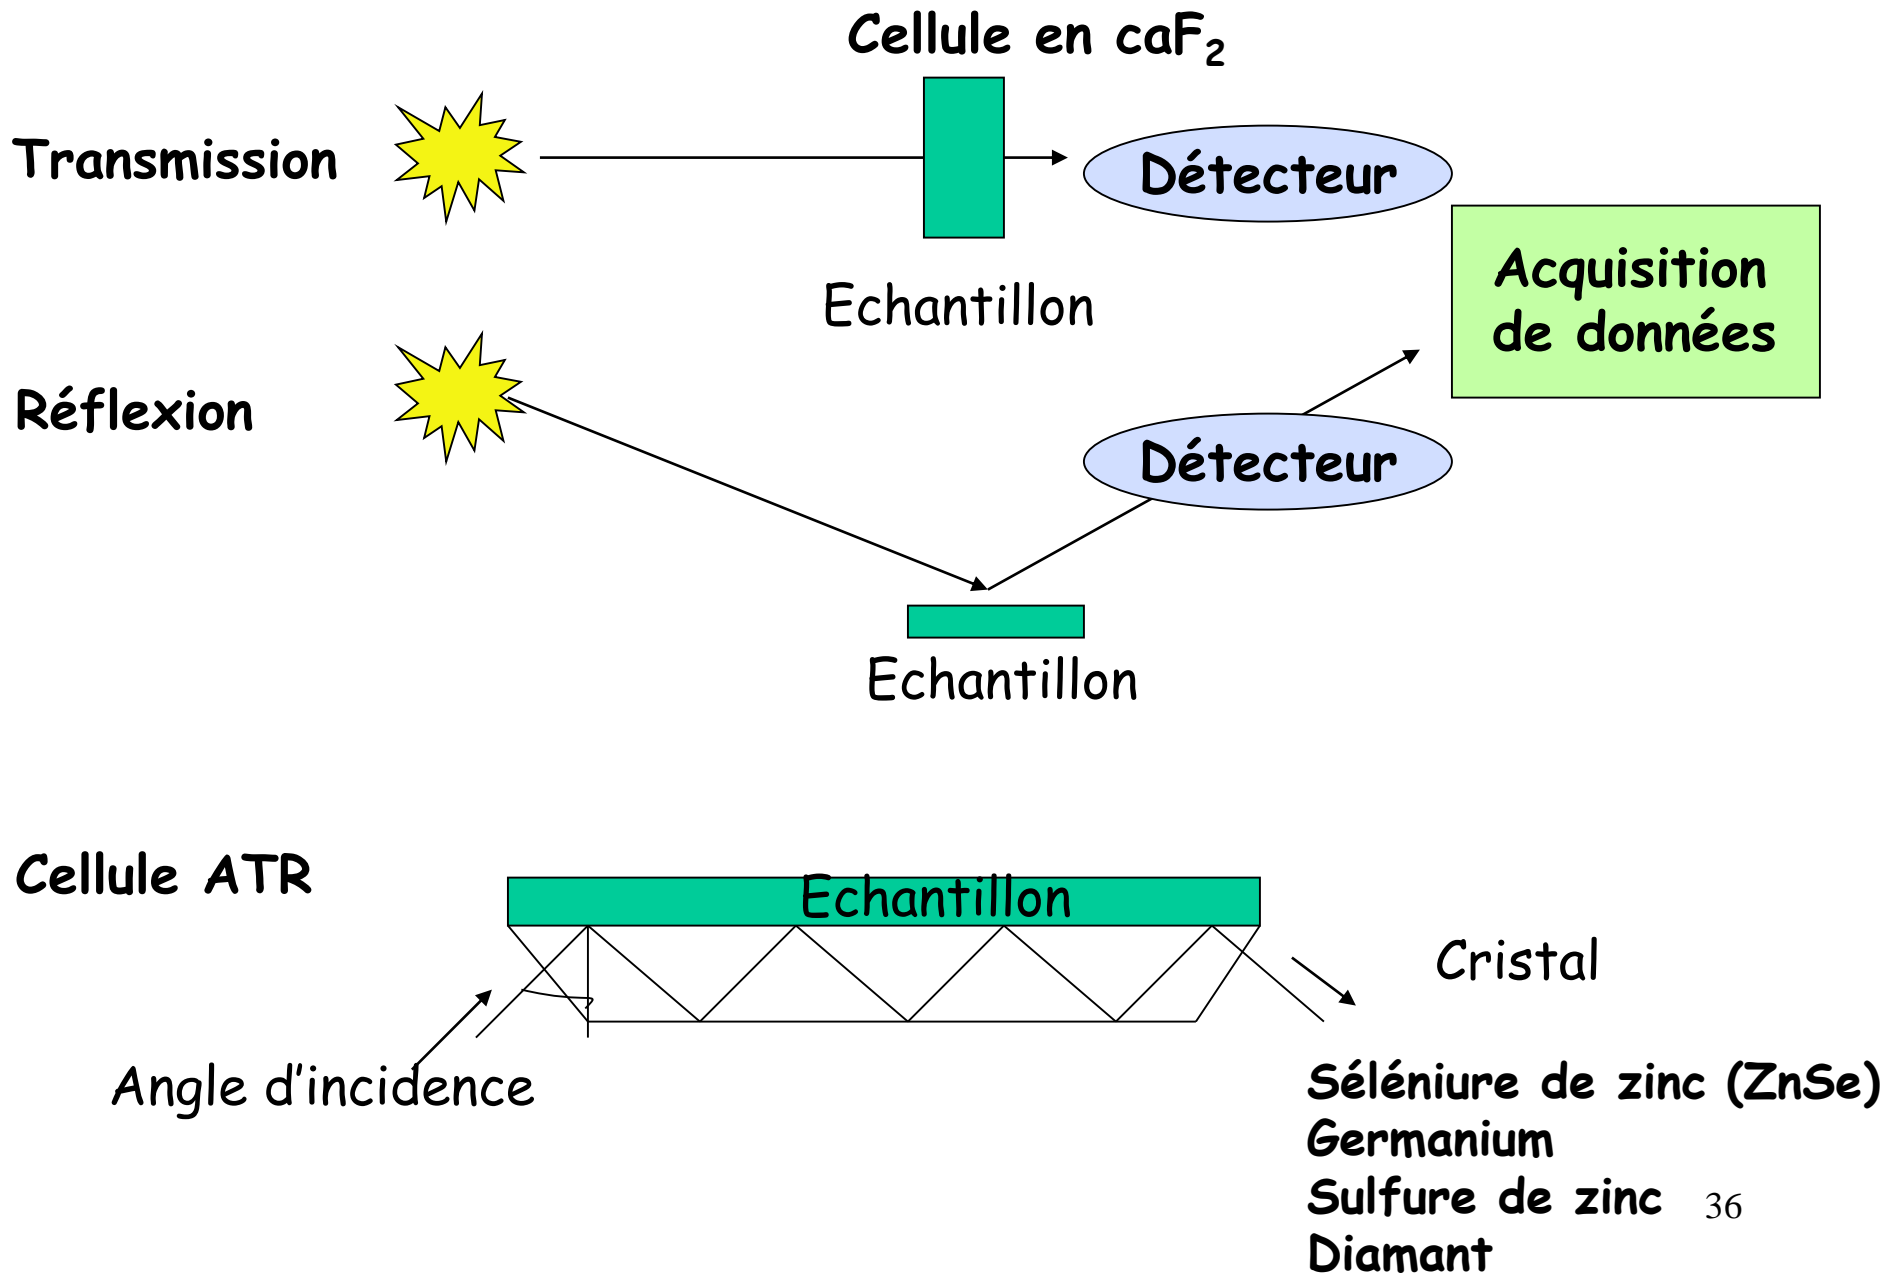 Cellule en caF₂
Transmission
Détecteur
Acquisition
de données
Echantillon
Réflexion
Détecteur
Echantillon
Cellule ATR
Echantillon
Cristal
Angle d'incidence
Séléniure de zinc (ZnSe)
Germanium
Sulfure de zinc
36
Diamant